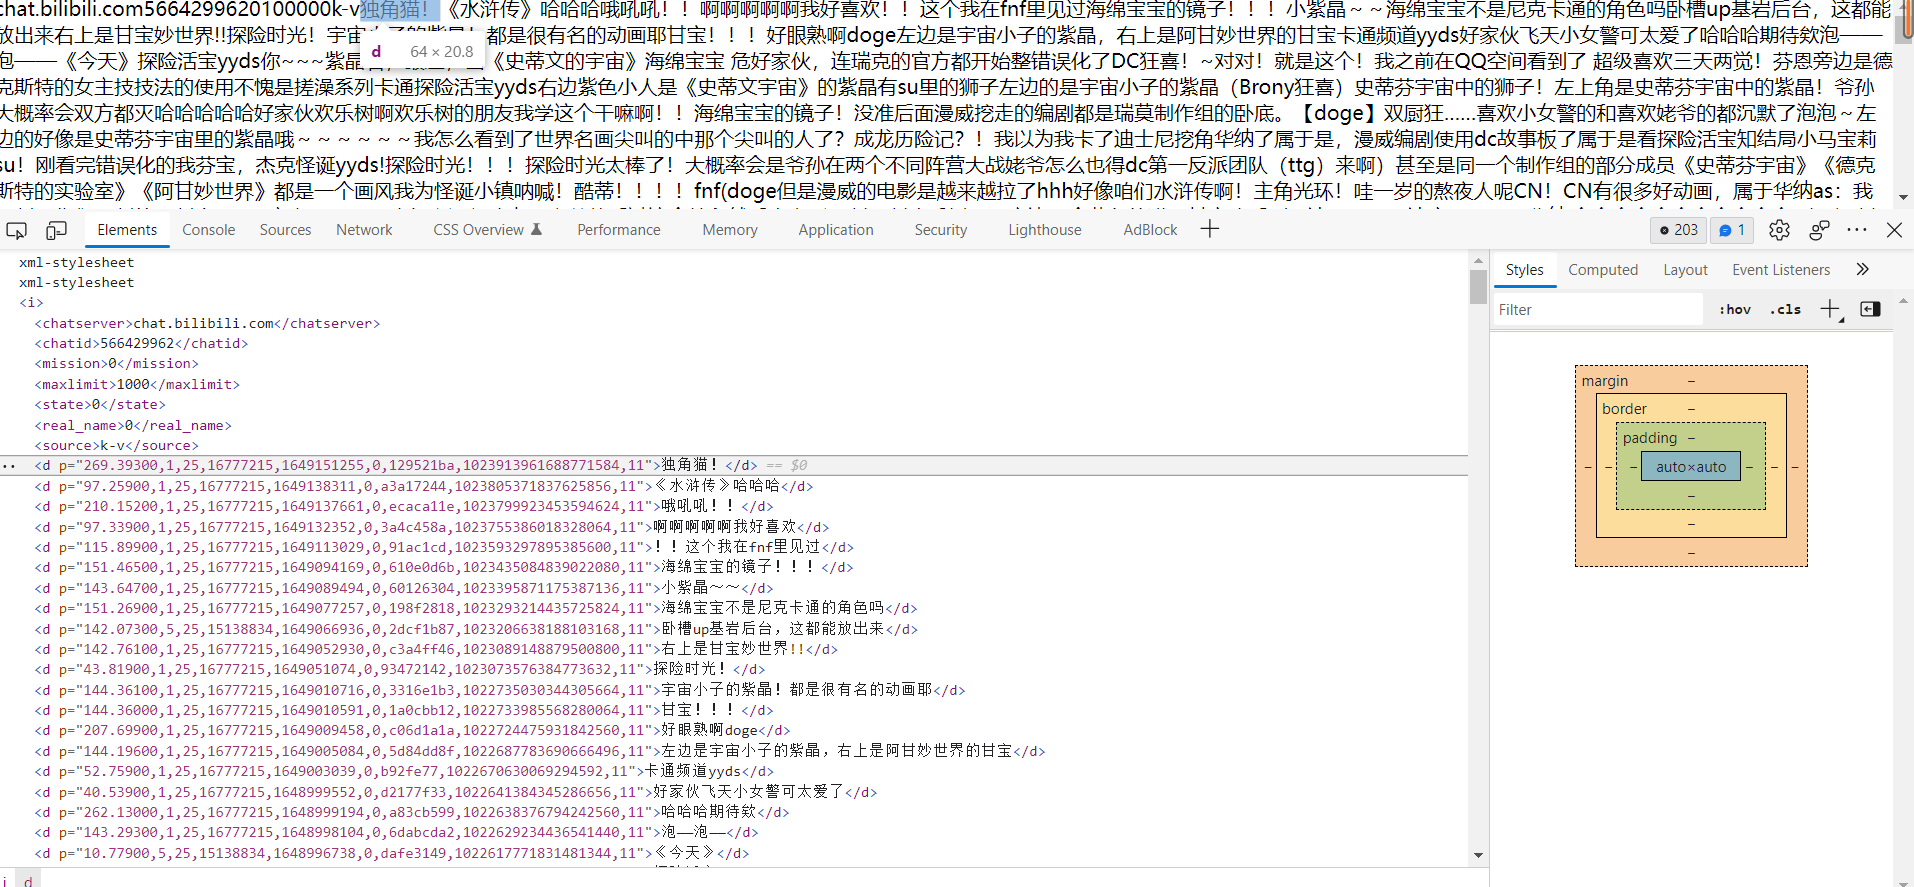 chat.bilibili.com5664299620100000k-v独角猫！《水浒传》哈哈哈哦吼吼！！啊啊啊啊啊我好喜欢！！这个我在fnf里见过海绵宝宝的镜子！！！小紫晶～～海绵宝宝不是尼克卡通的角色吗卧槽up基岩后台，这都能
放出来右上是甘宝妙世界!!探险时光！宇宙小子的紫晶！都是很有名的动画耶甘宝！！！好眼熟啊doge左边是宇宙小子的紫晶，右上是阿甘妙世界的甘宝卡通频道yyds好家伙飞天小女警可太爱了哈哈哈期待欸泡——
泡——《今天》探险活宝yyds你~~~紫晶
《史蒂文的宇宙》海绵宝宝 危好家伙，连瑞克的官方都开始整错误化了DC狂喜！~对对！就是这个！我之前在QQ空间看到了 超级喜欢三天两觉！芬恩旁边是德
克斯特的女主技技法的使用不愧是搓澡系列卡通探险活宝yyds右边紫色小人是《史蒂文宇宙》的紫晶有su里的狮子左边的是宇宙小子的紫晶（Brony狂喜）史蒂芬宇宙中的狮子！左上角是史蒂芬宇宙中的紫晶！爷孙
大概率会双方都灭哈哈哈哈哈好家伙欢乐树啊欢乐树的朋友我学这个干嘛啊！！海绵宝宝的镜子！没准后面漫威挖走的编剧都是瑞莫制作组的卧底。【doge】双厨狂……喜欢小女警的和喜欢姥爷的都沉默了泡泡～左
边的好像是史蒂芬宇宙里的紫晶哦～～～～～～我怎么看到了世界名画尖叫的中那个尖叫的人了？成龙历险记？！我以为我卡了迪士尼挖角华纳了属于是，漫威编剧使用dc故事板了属于是看探险活宝知结局小马宝莉
su！刚看完错误化的我芬宝，杰克怪诞yyds!探险时光！！！探险时光太棒了！大概率会是爷孙在两个不同阵营大战姥爷怎么也得dc第一反派团队（ttg）来啊）甚至是同一个制作组的部分成员《史蒂芬宇宙》《德克
斯特的实验室》《阿甘妙世界》都是一个画风我为怪诞小镇呐喊！酷蒂！！！！fnf(doge但是漫威的电影是越来越拉了hhh好像咱们水浒传啊！主角光环！哇一岁的熬夜人呢CN！CN有很多好动画，属于华纳as：我
d 64 × 20.8
Elements Console Sources Network CSS Overview Performance Memory Application Security Lighthouse AdBlock 203 1
xml-stylesheet
xml-stylesheet
<i>
<chatserver>chat.bilibili.com</chatserver>
<chatid>566429962</chatid>
<mission>0</mission>
<maxlimit>1000</maxlimit>
<state>0</state>
<real_name>0</real_name>
<source>k-v</source>
<d p="269.39300,1,25,16777215,1649151255,0,129521ba,1023913961688771584,11">独角猫！</d> == $0
<d p="97.25900,1,25,16777215,1649138311,0,a3a17244,1023805371837625856,11">《水浒传》哈哈哈</d>
<d p="210.15200,1,25,16777215,1649137661,0,ecaca11e,1023799923453594624,11">哦吼吼！！</d>
<d p="97.33900,1,25,16777215,1649132352,0,3a4c458a,1023755386018328064,11">啊啊啊啊啊我好喜欢</d>
<d p="115.89900,1,25,16777215,1649113029,0,91ac1cd,1023593297895385600,11">！！这个我在fnf里见过</d>
<d p="151.46500,1,25,16777215,1649094169,0,610e0d6b,1023435084839022080,11">海绵宝宝的镜子！！！</d>
<d p="143.64700,1,25,16777215,1649089494,0,60126304,1023395871175387136,11">小紫晶～～</d>
<d p="151.26900,1,25,16777215,1649077257,0,198f2818,1023293214435725824,11">海绵宝宝不是尼克卡通的角色吗</d>
<d p="142.07300,5,25,15138834,1649066936,0,2dcf1b87,1023206638188103168,11">卧槽up基岩后台，这都能放出来</d>
<d p="142.76100,1,25,16777215,1649052930,0,c3a4ff46,1023089148879500800,11">右上是甘宝妙世界!!</d>
<d p="43.81900,1,25,16777215,1649051074,0,93472142,1023073576384773632,11">探险时光！</d>
<d p="144.36100,1,25,16777215,1649010716,0,3316e1b3,1022735030344305664,11">宇宙小子的紫晶！都是很有名的动画耶</d>
<d p="144.36000,1,25,16777215,1649010591,0,1a0cbb12,1022733985568280064,11">甘宝！！！</d>
<d p="207.69900,1,25,16777215,1649009458,0,c06d1a1a,1022724475931842560,11">好眼熟啊doge</d>
<d p="144.19600,1,25,16777215,1649005084,0,5d84dd8f,1022687783690666496,11">左边是宇宙小子的紫晶，右上是阿甘妙世界的甘宝</d>
<d p="52.75900,1,25,16777215,1649003039,0,b92fe77,1022670630069294592,11">卡通频道yyds</d>
<d p="40.53900,1,25,16777215,1648999552,0,d2177f33,1022641384345286656,11">好家伙飞天小女警可太爱了</d>
<d p="262.13000,1,25,16777215,1648999194,0,a83cb599,1022638376794242560,11">哈哈哈期待欸</d>
<d p="143.29300,1,25,16777215,1648998104,0,6dabcda2,1022629234436541440,11">泡——泡——</d>
<d p="10.77900,5,25,15138834,1648996738,0,dafe3149,1022617771831481344,11">《今天》</d>
i d
Styles Computed Layout Event Listeners
Filter :hov .cls
margin –
border –
padding –
– – – auto×auto – – –
–
–
–